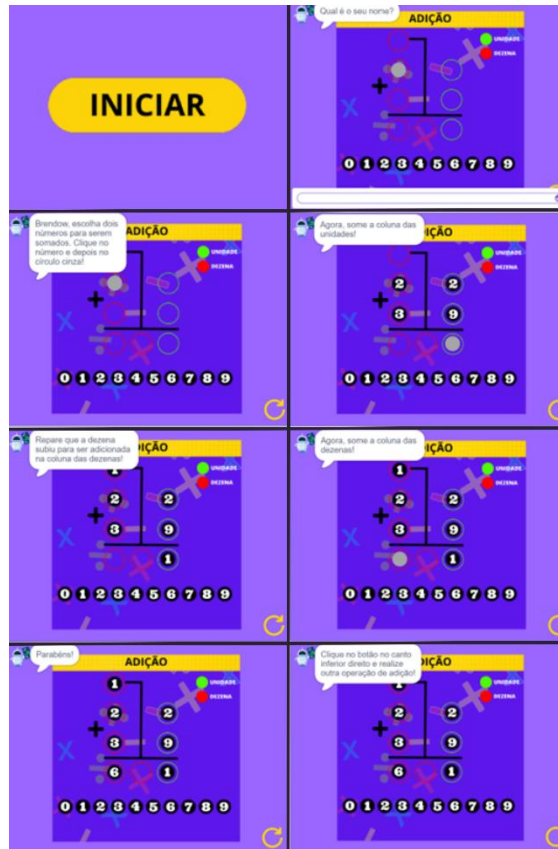 INICIAR
Qual é o seu nome?
ADIÇÃO
UNIDADE
DEZENA
+
0 1 2 3 4 5 6 7 8 9
Brendow, escolha dois
números para serem
somados. Clique no
número e depois no
círculo cinza!
ADIÇÃO
UNIDADE
DEZENA
+
0 1 2 3 4 5 6 7 8 9
Agora, some a coluna das
unidades!
IÇÃO
UNIDADE
DEZENA
2 2
+
3 9
0 1 2 3 4 5 6 7 8 9
Repare que a dezena
subiu para ser adicionada
na coluna das dezenas!
IÇÃO
UNIDADE
DEZENA
1
2 2
+
3 9
1
0 1 2 3 4 5 6 7 8 9
Agora, some a coluna das
dezenas!
IÇÃO
UNIDADE
DEZENA
1
2 2
+
3 9
1
0 1 2 3 4 5 6 7 8 9
Parabéns!
ADIÇÃO
UNIDADE
DEZENA
1
2 2
+
3 9
6 1
0 1 2 3 4 5 6 7 8 9
Clique no botão no canto
inferior direito e realize
outra operação de adição!
IÇÃO
UNIDADE
DEZENA
1
2 2
+
3 9
6 1
0 1 2 3 4 5 6 7 8 9